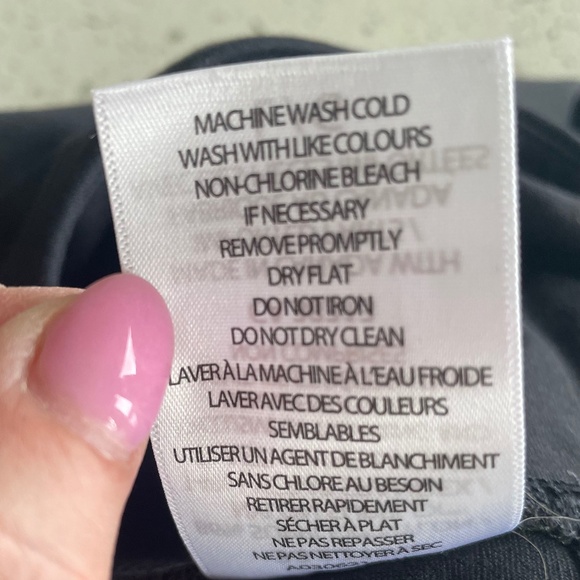 MACHINE WASH COLD
WASH WITH LIKE COLOURS
NON-CHLORINE BLEACH
IF NECESSARY
REMOVE PROMPTLY
DRY FLAT
DO NOT IRON
DO NOT DRY CLEAN
LAVER À LA MACHINE À L'EAU FROIDE
LAVER AVEC DES COULEURS
SEMBLABLES
UTILISER UN AGENT DE BLANCHIMENT
SANS CHLORE AU BESOIN
RETIRER RAPIDEMENT
SÉCHER À PLAT
NE PAS REPASSER
NE PAS NETTOYER À SEC